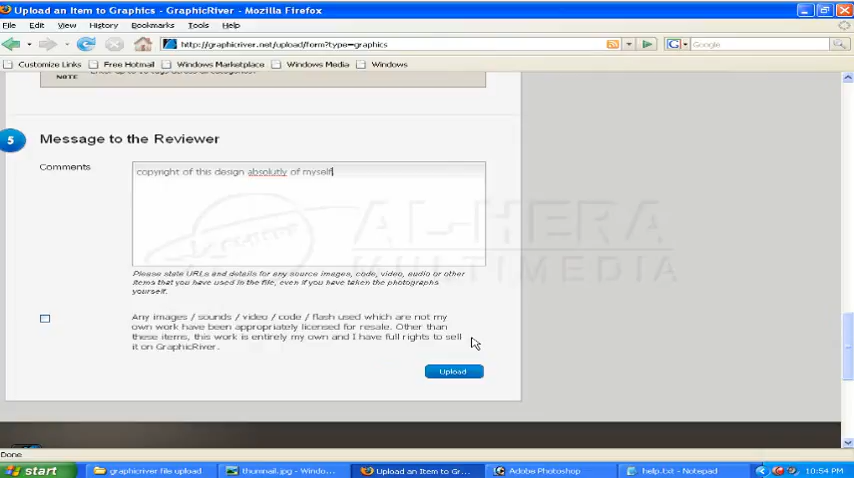 Upload an Item to Graphics - GraphicRiver - Mozilla Firefox
File Edit View History Bookmarks Tools Help
http://graphicriver.net/upload/form?type=graphics
Google
Customize Links Free Hotmail Windows Marketplace Windows Media Windows
NOTE
5 Message to the Reviewer
Comments
copyright of this design absolutly of myself
AL-HERA
MULTIMEDIA
Please state URLs and details for any source images, code, video, audio or other
items that you have used in the file, even if you have taken the photographs
yourself.
Any images / sounds / video / code / flash used which are not my
own work have been appropriately licensed for resale. Other than
these items, this work is entirely my own and I have full rights to sell
it on GraphicRiver.
Upload
Done
start graphicriver file upload thumnail.jpg - Windo... Upload an Item to Gr... Adobe Photoshop help.txt - Notepad 10:54 PM